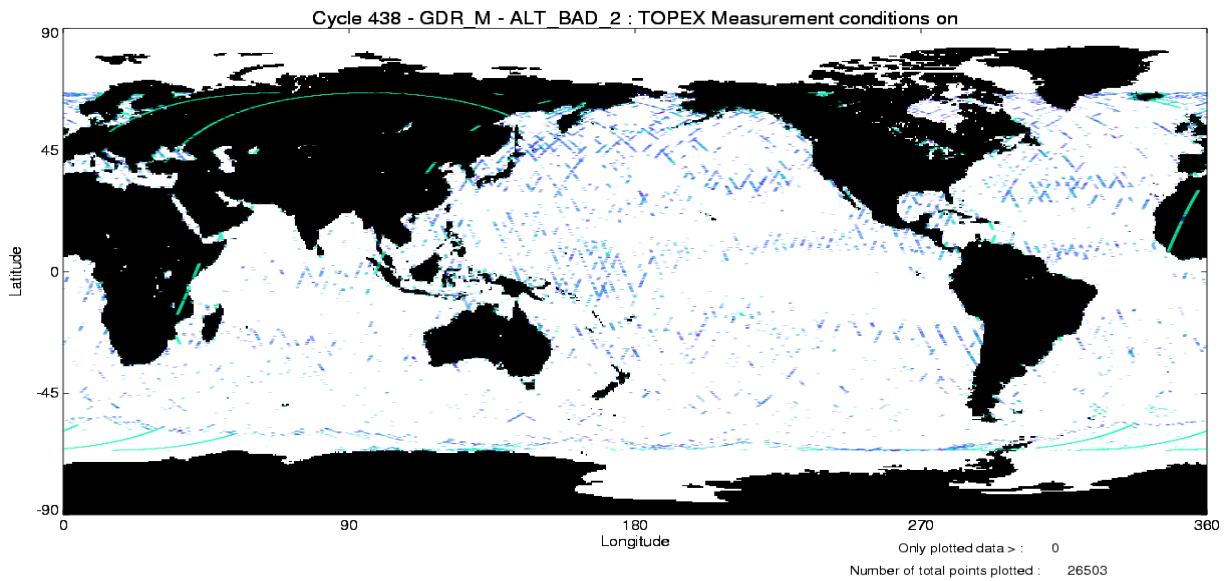 Cycle 438 - GDR_M - ALT_BAD_2 : TOPEX Measurement conditions on
90
45
0
-45
-90
Latitude
0 90 180 270 360
Longitude
Only plotted data > : 0
Number of total points plotted : 26503